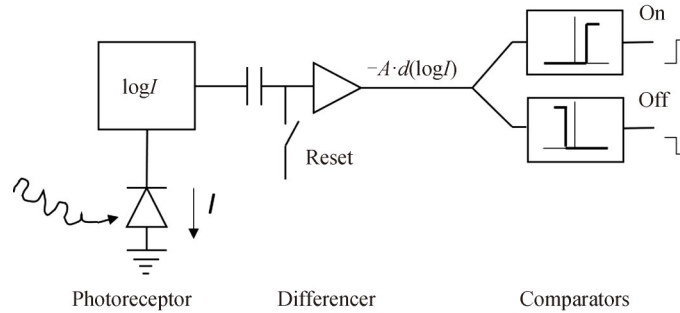 logI
−A·d(logI)
On
Off
Reset
I
Photoreceptor
Differencer
Comparators